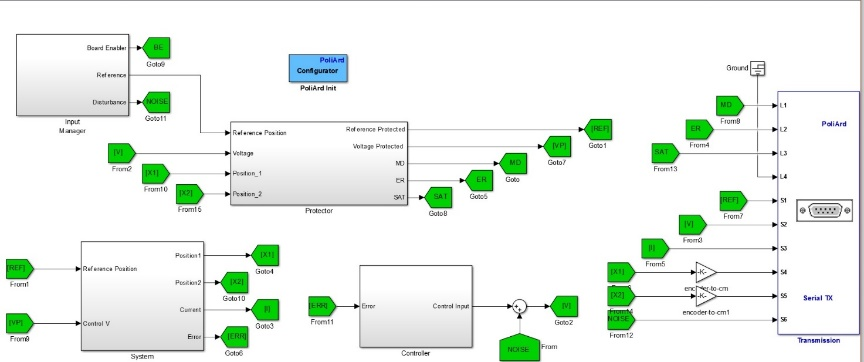 Board Enabler
BE
Goto9
Reference
Disturbance
NOISE
Goto11
Input
Manager
PoliArd
Configurator
PoliArd Init
Reference Position
Voltage
Position_1
Position_2
Reference Protected
Voltage Protected
MD
ER
SAT
Protector
[V]
From2
[X1]
From10
[X2]
From15
[REF]
Goto1
[VP]
Goto7
MD
Goto
ER
Goto5
SAT
Goto8
Ground
MD
From8
ER
From4
SAT
From13
[REF]
From7
[V]
From3
[I]
From5
[X1]
-K-
encoder-to-cm
[X2]
-K-
encoder-to-cm1
NOISE
From12
L1
L2
L3
L4
S1
S2
S3
S4
S5
S6
PoliArd
Serial TX
Transmission
[REF]
From1
[VP]
From9
Reference Position
Control V
Position1
Position2
Current
Error
System
[X1]
Goto4
[X2]
Goto10
[I]
Goto3
[ERR]
Goto6
[ERR]
From11
Error
Control Input
Controller
NOISE
From
[V]
Goto2